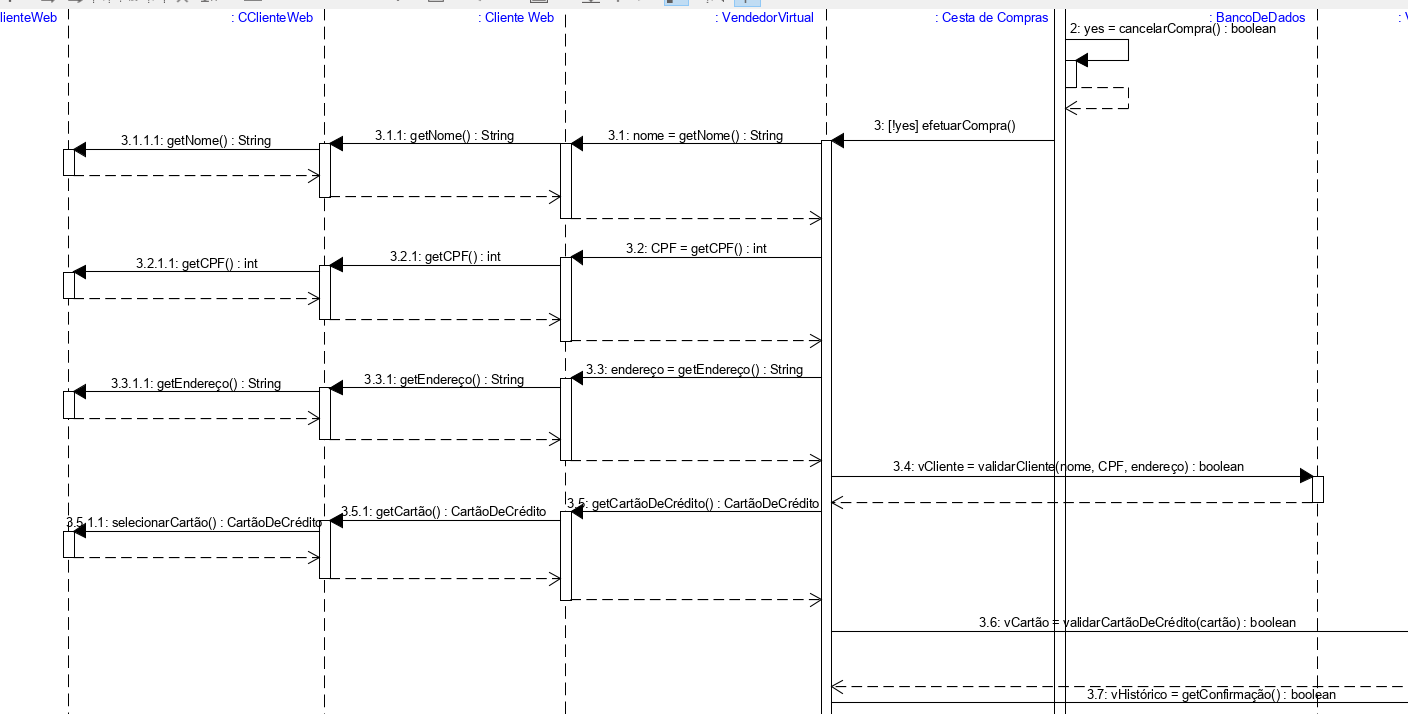 lienteWeb
: CClienteWeb
: Cliente Web
: VendedorVirtual
: Cesta de Compras
: BancoDeDados
: V
2: yes = cancelarCompra() : boolean
3: [!yes] efetuarCompra()
3.1: nome = getNome() : String
3.1.1: getNome() : String
3.1.1.1: getNome() : String
3.2: CPF = getCPF() : int
3.2.1: getCPF() : int
3.2.1.1: getCPF() : int
3.3: endereço = getEndereço() : String
3.3.1: getEndereço() : String
3.3.1.1: getEndereço() : String
3.4: vCliente = validarCliente(nome, CPF, endereço) : boolean
3.5: getCartãoDeCrédito() : CartãoDeCrédito
3.5.1: getCartão() : CartãoDeCrédito
3.5.1.1: selecionarCartão() : CartãoDeCrédito
3.6: vCartão = validarCartãoDeCrédito(cartão) : boolean
3.7: vHistórico = getConfirmação() : boolean